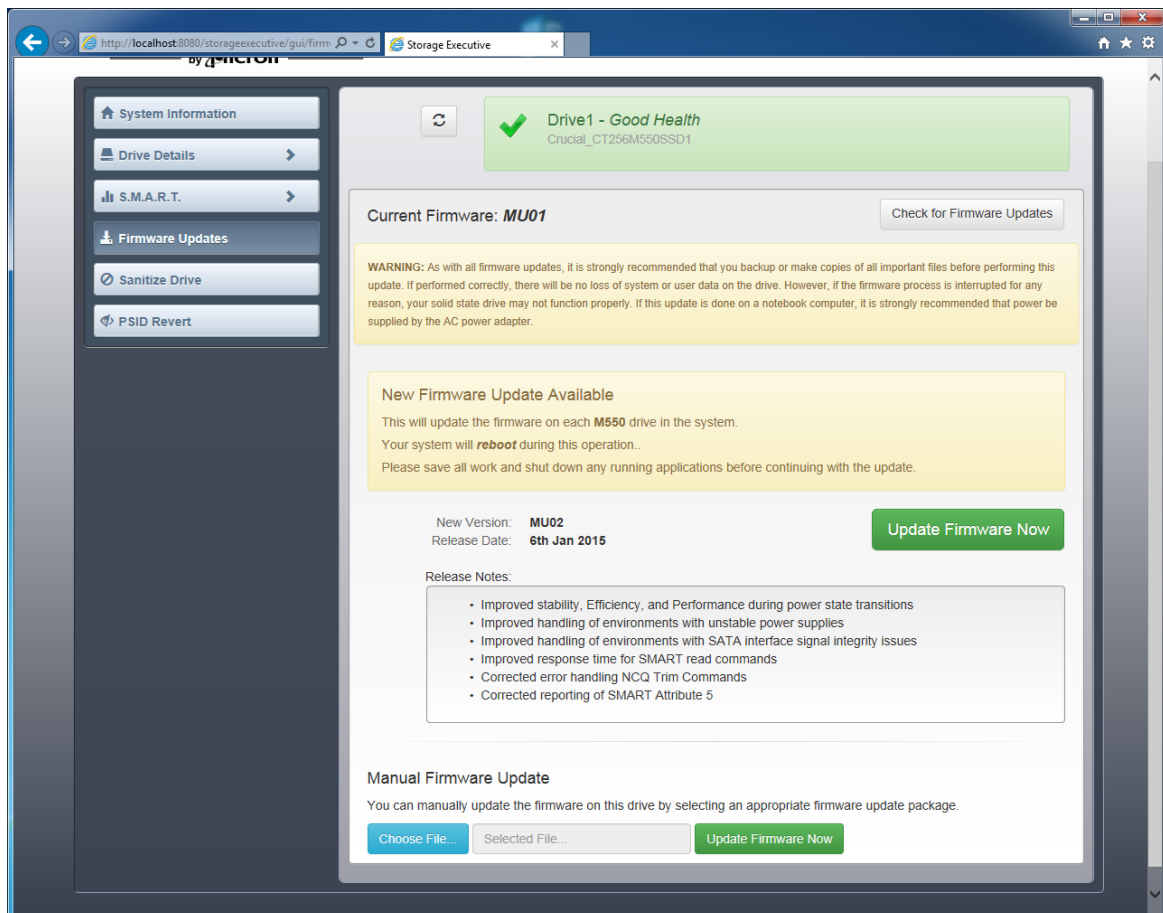 http://localhost:8080/storageexecutive/gui/firm
Storage Executive
by
System Information
Drive Details
S.M.A.R.T.
Firmware Updates
Sanitize Drive
PSID Revert
Drive1 - Good Health
Crucial_CT256M550SSD1
Current Firmware: MU01
Check for Firmware Updates
WARNING: As with all firmware updates, it is strongly recommended that you backup or make copies of all important files before performing this
update. If performed correctly, there will be no loss of system or user data on the drive. However, if the firmware process is interrupted for any
reason, your solid state drive may not function properly. If this update is done on a notebook computer, it is strongly recommended that power be
supplied by the AC power adapter.
New Firmware Update Available
This will update the firmware on each M550 drive in the system.
Your system will reboot during this operation..
Please save all work and shut down any running applications before continuing with the update.
New Version: MU02
Release Date: 6th Jan 2015
Update Firmware Now
Release Notes:
• Improved stability, Efficiency, and Performance during power state transitions
• Improved handling of environments with unstable power supplies
• Improved handling of environments with SATA interface signal integrity issues
• Improved response time for SMART read commands
• Corrected error handling NCQ Trim Commands
• Corrected reporting of SMART Attribute 5
Manual Firmware Update
You can manually update the firmware on this drive by selecting an appropriate firmware update package.
Choose File...
Selected File...
Update Firmware Now